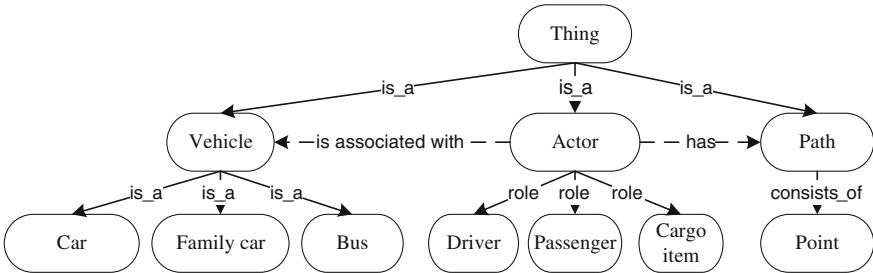 Thing
is_a is_a is_a
Vehicle is associated with Actor has Path
is_a is_a is_a role role role consists_of
Car Family car Bus Driver Passenger Cargo
item Point